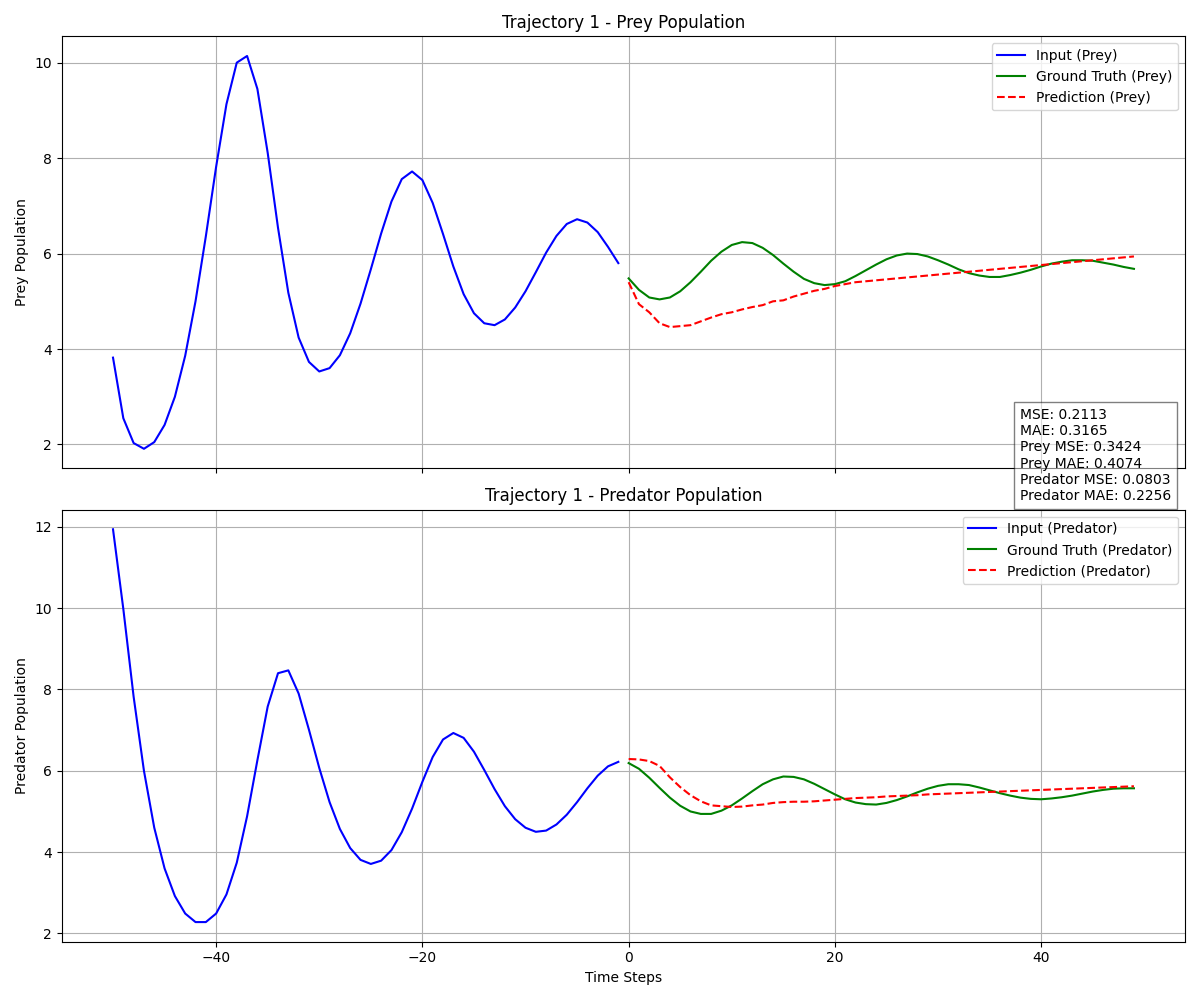 Trajectory 1 - Prey Population
Prey Population
10
8
6
4
2
Input (Prey)
Ground Truth (Prey)
Prediction (Prey)
MSE: 0.2113
MAE: 0.3165
Prey MSE: 0.3424
Prey MAE: 0.4074
Predator MSE: 0.0803
Predator MAE: 0.2256
Trajectory 1 - Predator Population
Predator Population
12
10
8
6
4
2
Input (Predator)
Ground Truth (Predator)
Prediction (Predator)
−40
−20
0
20
40
Time Steps